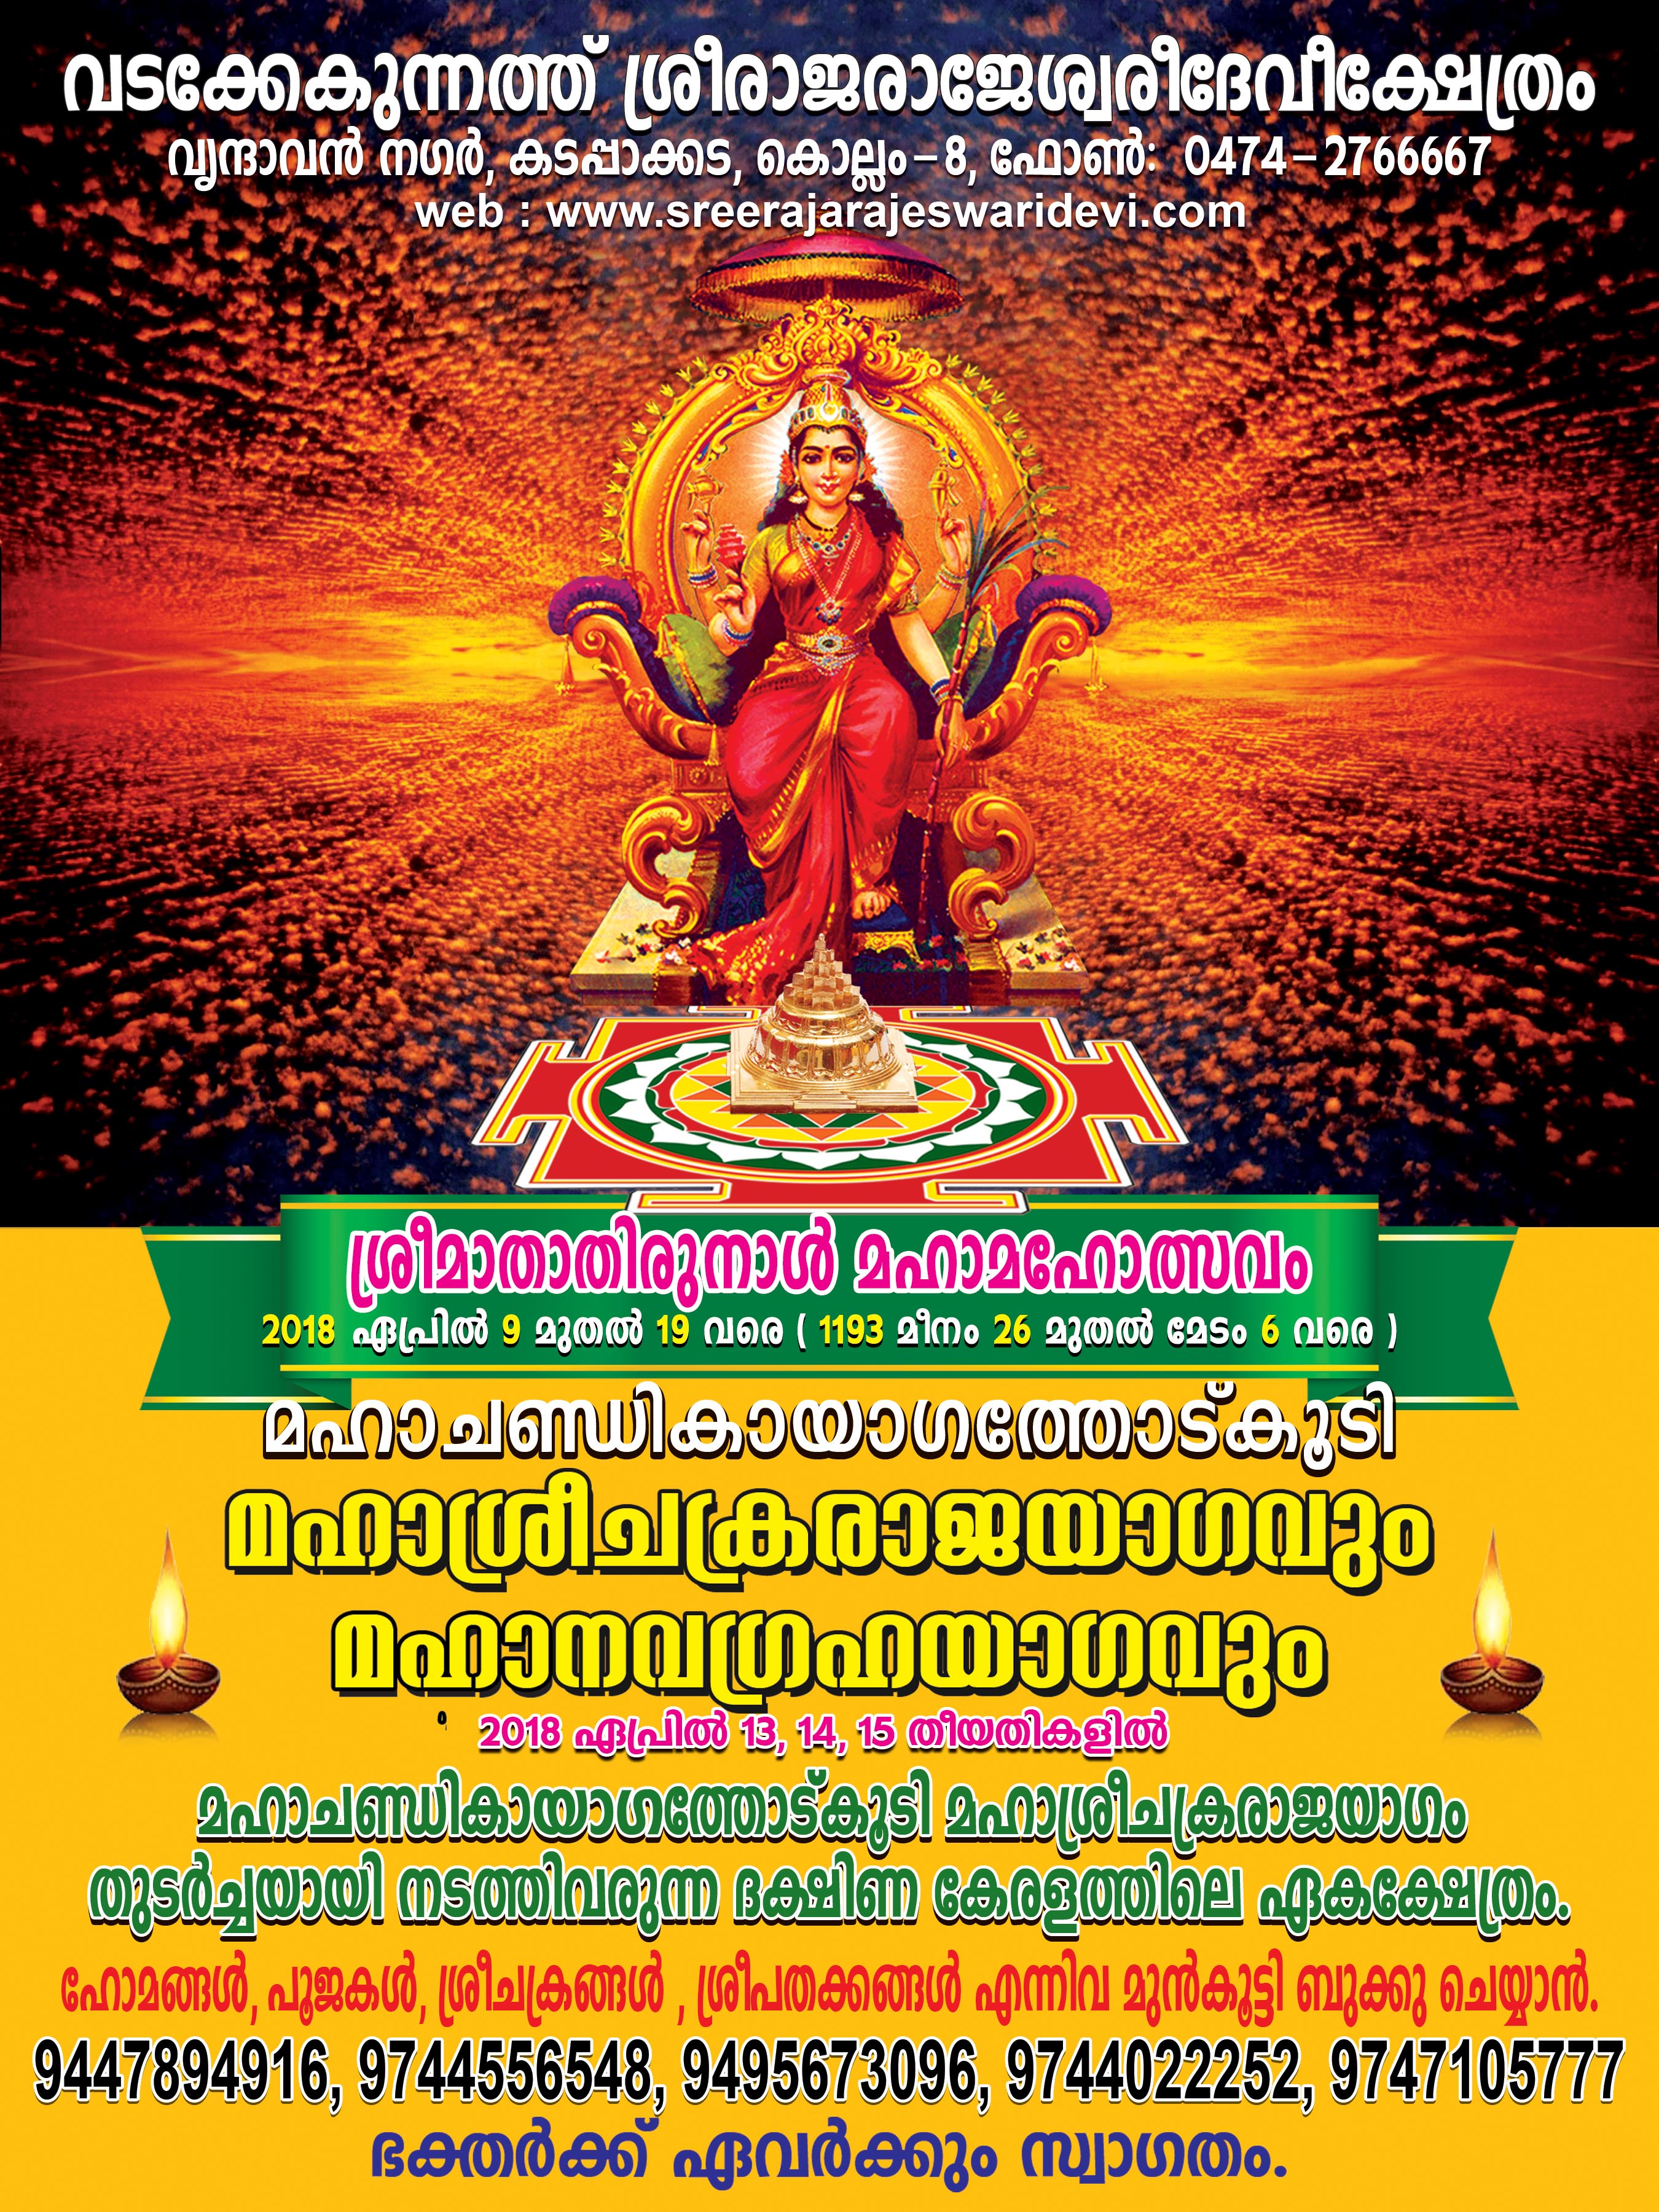 വടക്കേകുന്നത്ത് ശ്രീരാജരാജേശ്വരീദേവീക്ഷേത്രം
വൃന്ദാവൻ നഗർ, കടപ്പാക്കട, കൊല്ലം-8, ഫോൺ: 0474-2766667
web : www.sreerajarajeswaridevi.com
ശ്രീമാതാതിരുനാൾ മഹാമഹോത്സവം
2018 ഏപ്രിൽ 9 മുതൽ 19 വരെ ( 1193 മീനം 26 മുതൽ മേടം 6 വരെ )
മഹാചണ്ഡികായാഗത്തോട്കൂടി
മഹാശ്രീചക്രരാജയാഗവും
മഹാനവഗ്രഹയാഗവും
2018 ഏപ്രിൽ 13, 14, 15 തീയതികളിൽ
മഹാചണ്ഡികായാഗത്തോട്കൂടി മഹാശ്രീചക്രരാജയാഗം
തുടർച്ചയായി നടത്തിവരുന്ന ദക്ഷിണ കേരളത്തിലെ ഏകക്ഷേത്രം.
ഹോമങ്ങൾ, പൂജകൾ, ശ്രീചക്രങ്ങൾ , ശ്രീപതക്കങ്ങൾ എന്നിവ മുൻകൂട്ടി ബുക്കു ചെയ്യാൻ.
9447894916, 9744556548, 9495673096, 9744022252, 9747105777
ഭക്തർക്ക് ഏവർക്കും സ്വാഗതം.